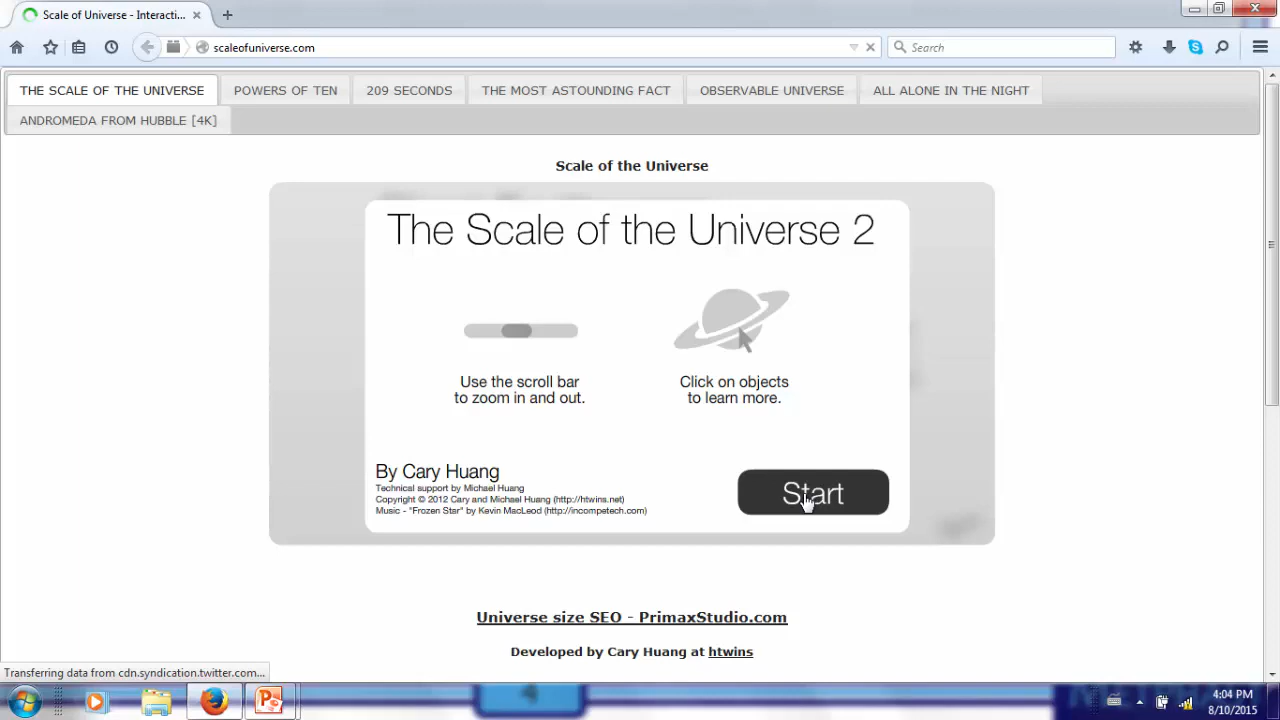 Scale of Universe - Interacti...
scaleofuniverse.com
Search
THE SCALE OF THE UNIVERSE
POWERS OF TEN
209 SECONDS
THE MOST ASTOUNDING FACT
OBSERVABLE UNIVERSE
ALL ALONE IN THE NIGHT
ANDROMEDA FROM HUBBLE [4K]
Scale of the Universe
The Scale of the Universe 2
Use the scroll bar
to zoom in and out.
Click on objects
to learn more.
By Cary Huang
Technical support by Michael Huang
Copyright © 2012 Cary and Michael Huang (http://htwins.net)
Music - "Frozen Star" by Kevin MacLeod (http://incompetech.com)
Start
Universe size SEO - PrimaxStudio.com
Developed by Cary Huang at htwins
Transferring data from cdn.syndication.twitter.com...
4:04 PM
8/10/2015